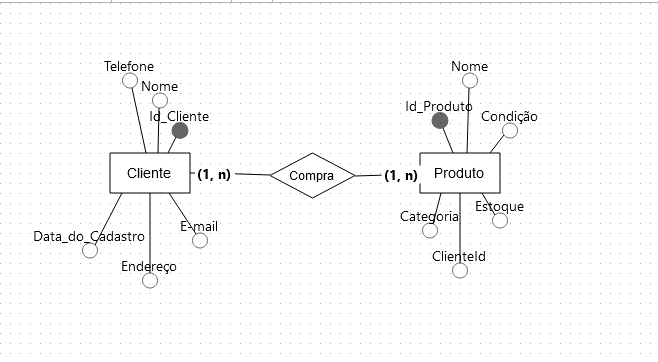 Telefone
Nome
Id_Cliente
Cliente
(1, n)
Data_do_Cadastro
E-mail
Endereço
Compra
Nome
Id_Produto
Condição
(1, n)
Produto
Categoria
Estoque
ClienteId